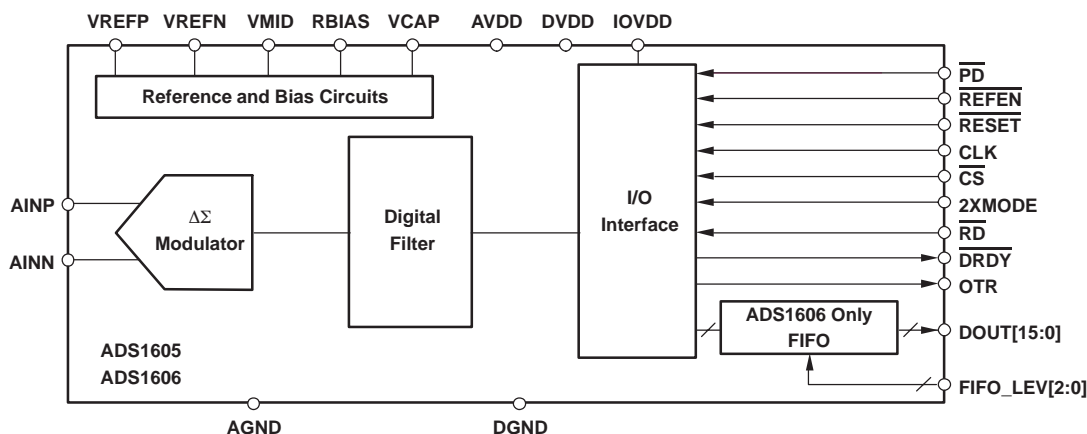 VREFP VREFN VMID RBIAS VCAP AVDD DVDD IOVDD
Reference and Bias Circuits
PD
REFEN
RESET
CLK
CS
2XMODE
RD
DRDY
OTR
AINP
AINN
ΔΣ
Modulator
Digital
Filter
I/O
Interface
ADS1606 Only
FIFO
DOUT[15:0]
FIFO_LEV[2:0]
ADS1605
ADS1606
AGND DGND